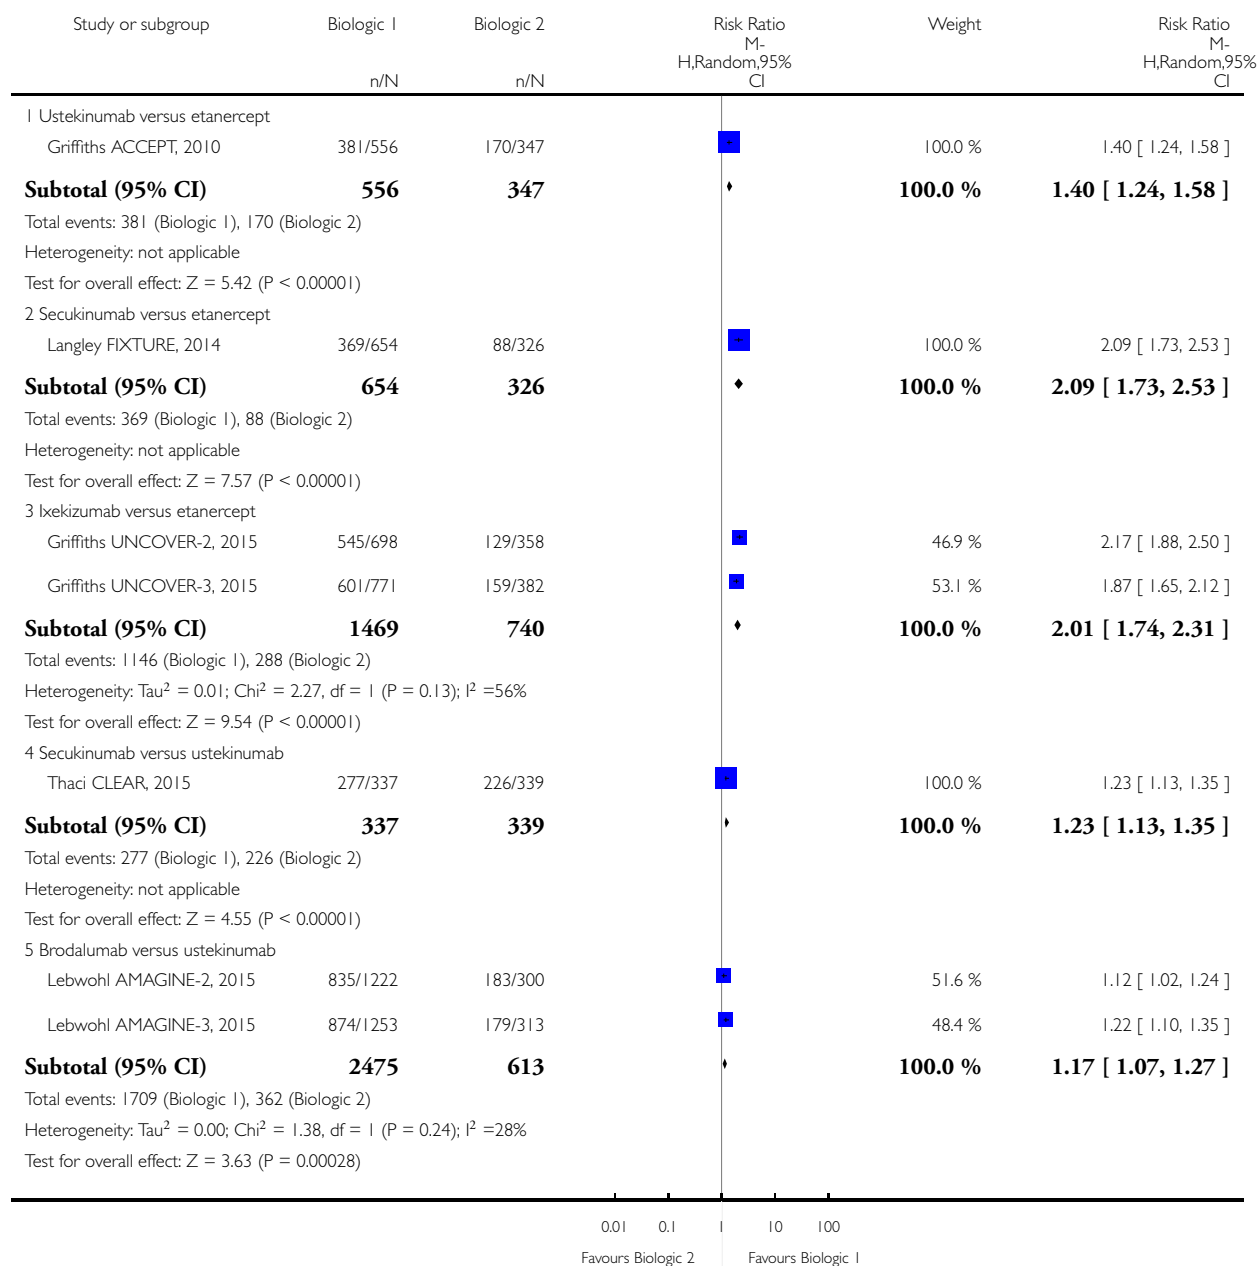 Study or subgroup Biologic 1 Biologic 2 Risk Ratio Weight Risk Ratio
M- M-
H,Random,95% H,Random,95%
n/N n/N CI CI
1 Ustekinumab versus etanercept
Griffiths ACCEPT, 2010 381/556 170/347 100.0 % 1.40 [ 1.24, 1.58 ]
Subtotal (95% CI) 556 347 100.0 % 1.40 [ 1.24, 1.58 ]
Total events: 381 (Biologic 1), 170 (Biologic 2)
Heterogeneity: not applicable
Test for overall effect: Z = 5.42 (P < 0.00001)
2 Secukinumab versus etanercept
Langley FIXTURE, 2014 369/654 88/326 100.0 % 2.09 [ 1.73, 2.53 ]
Subtotal (95% CI) 654 326 100.0 % 2.09 [ 1.73, 2.53 ]
Total events: 369 (Biologic 1), 88 (Biologic 2)
Heterogeneity: not applicable
Test for overall effect: Z = 7.57 (P < 0.00001)
3 Ixekizumab versus etanercept
Griffiths UNCOVER-2, 2015 545/698 129/358 46.9 % 2.17 [ 1.88, 2.50 ]
Griffiths UNCOVER-3, 2015 601/771 159/382 53.1 % 1.87 [ 1.65, 2.12 ]
Subtotal (95% CI) 1469 740 100.0 % 2.01 [ 1.74, 2.31 ]
Total events: 1146 (Biologic 1), 288 (Biologic 2)
Heterogeneity: Tau² = 0.01; Chi² = 2.27, df = 1 (P = 0.13); I² =56%
Test for overall effect: Z = 9.54 (P < 0.00001)
4 Secukinumab versus ustekinumab
Thaci CLEAR, 2015 277/337 226/339 100.0 % 1.23 [ 1.13, 1.35 ]
Subtotal (95% CI) 337 339 100.0 % 1.23 [ 1.13, 1.35 ]
Total events: 277 (Biologic 1), 226 (Biologic 2)
Heterogeneity: not applicable
Test for overall effect: Z = 4.55 (P < 0.00001)
5 Brodalumab versus ustekinumab
Lebwohl AMAGINE-2, 2015 835/1222 183/300 51.6 % 1.12 [ 1.02, 1.24 ]
Lebwohl AMAGINE-3, 2015 874/1253 179/313 48.4 % 1.22 [ 1.10, 1.35 ]
Subtotal (95% CI) 2475 613 100.0 % 1.17 [ 1.07, 1.27 ]
Total events: 1709 (Biologic 1), 362 (Biologic 2)
Heterogeneity: Tau² = 0.00; Chi² = 1.38, df = 1 (P = 0.24); I² =28%
Test for overall effect: Z = 3.63 (P = 0.00028)
0.01 0.1 1 10 100
Favours Biologic 2 Favours Biologic 1